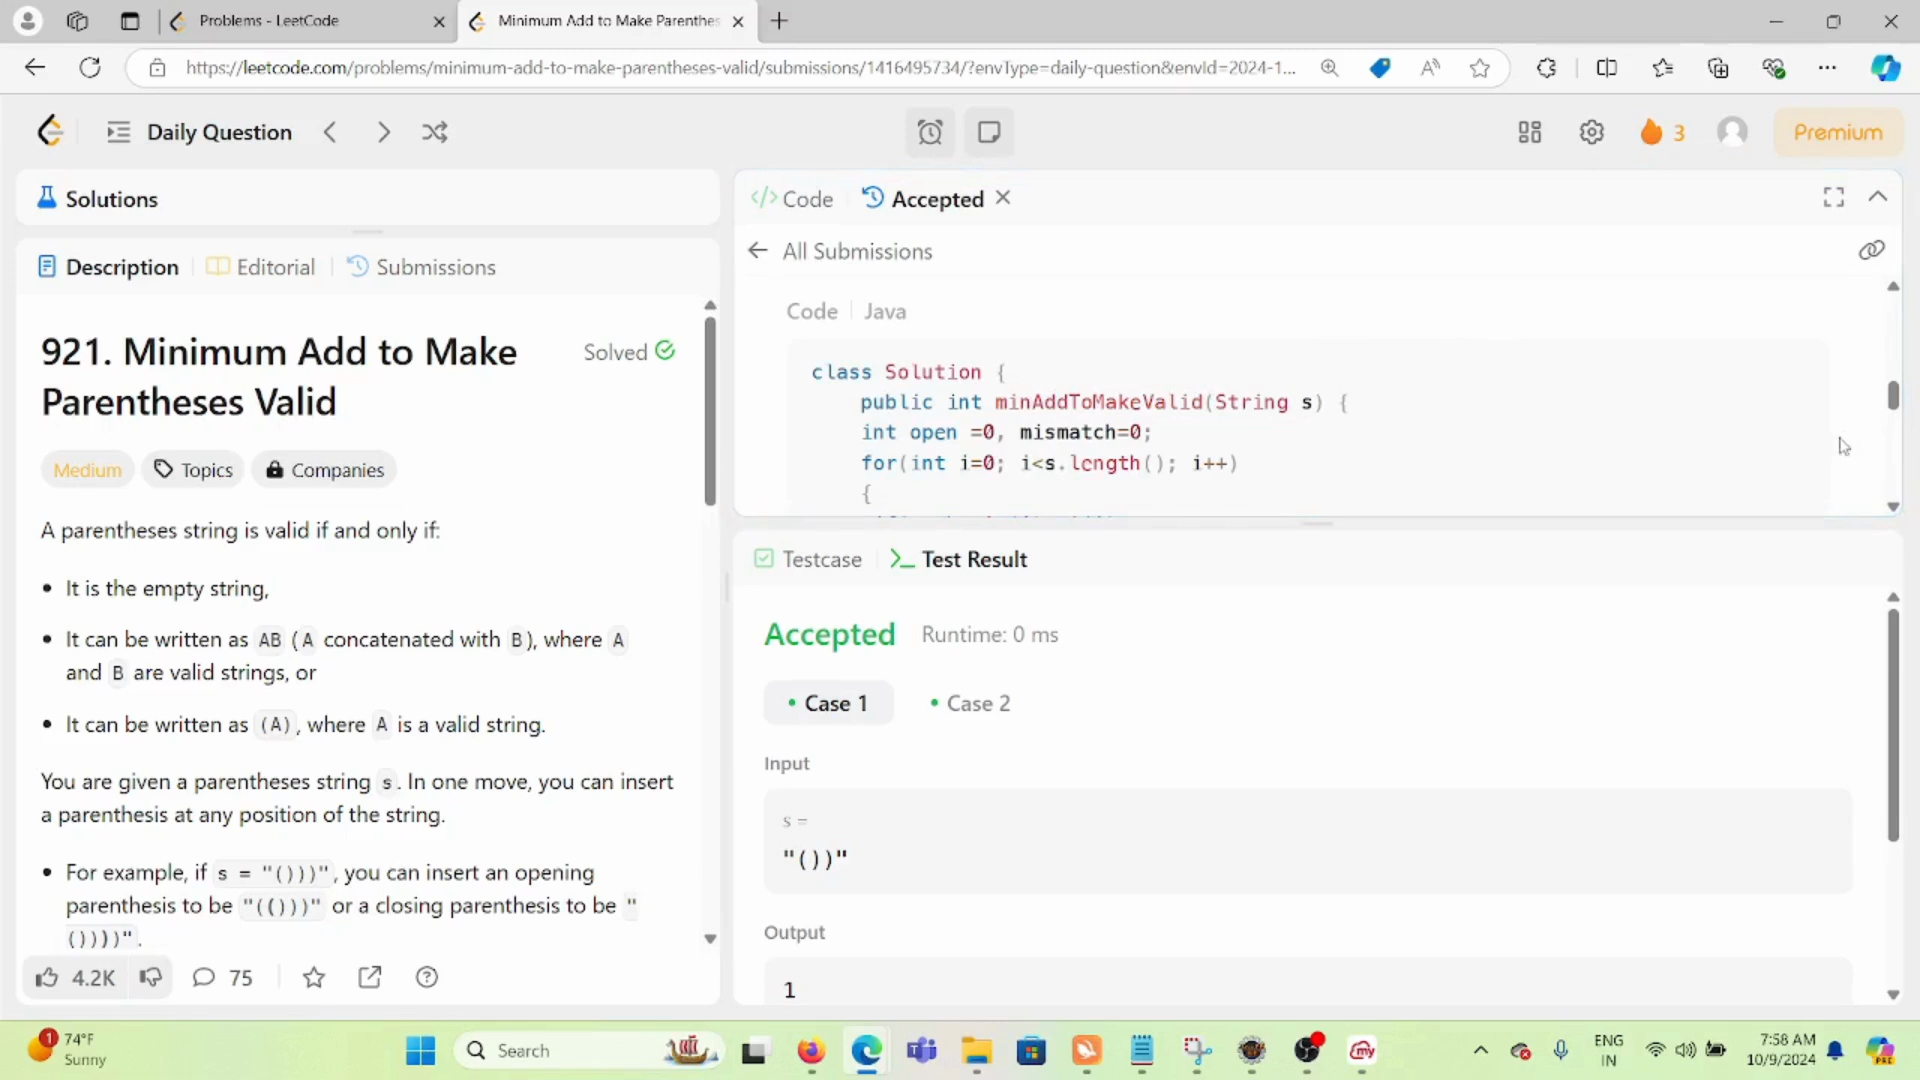 Problems - LeetCode
Minimum Add to Make Parenthes
https://leetcode.com/problems/minimum-add-to-make-parentheses-valid/submissions/1416495734/?envType=daily-question&envId=2024-1...
Daily Question
3
Premium
Solutions
Description
Editorial
Submissions
921. Minimum Add to Make
Parentheses Valid
Solved
Medium
Topics
Companies
A parentheses string is valid if and only if:
• It is the empty string,
• It can be written as AB (A concatenated with B), where A
and B are valid strings, or
• It can be written as (A), where A is a valid string.
You are given a parentheses string s. In one move, you can insert
a parenthesis at any position of the string.
• For example, if s = "()))", you can insert an opening
parenthesis to be "(()))" or a closing parenthesis to be "
())))".
4.2K
75
</> Code
Accepted
All Submissions
Code | Java
class Solution {
public int minAddToMakeValid(String s) {
int open =0, mismatch=0;
for(int i=0; i<s.length(); i++)
{
Testcase
Test Result
Accepted Runtime: 0 ms
• Case 1
• Case 2
Input
s =
"())"
Output
1
1
74°F
Sunny
Search
my
ENG
IN
7:58 AM
10/9/2024
PRE